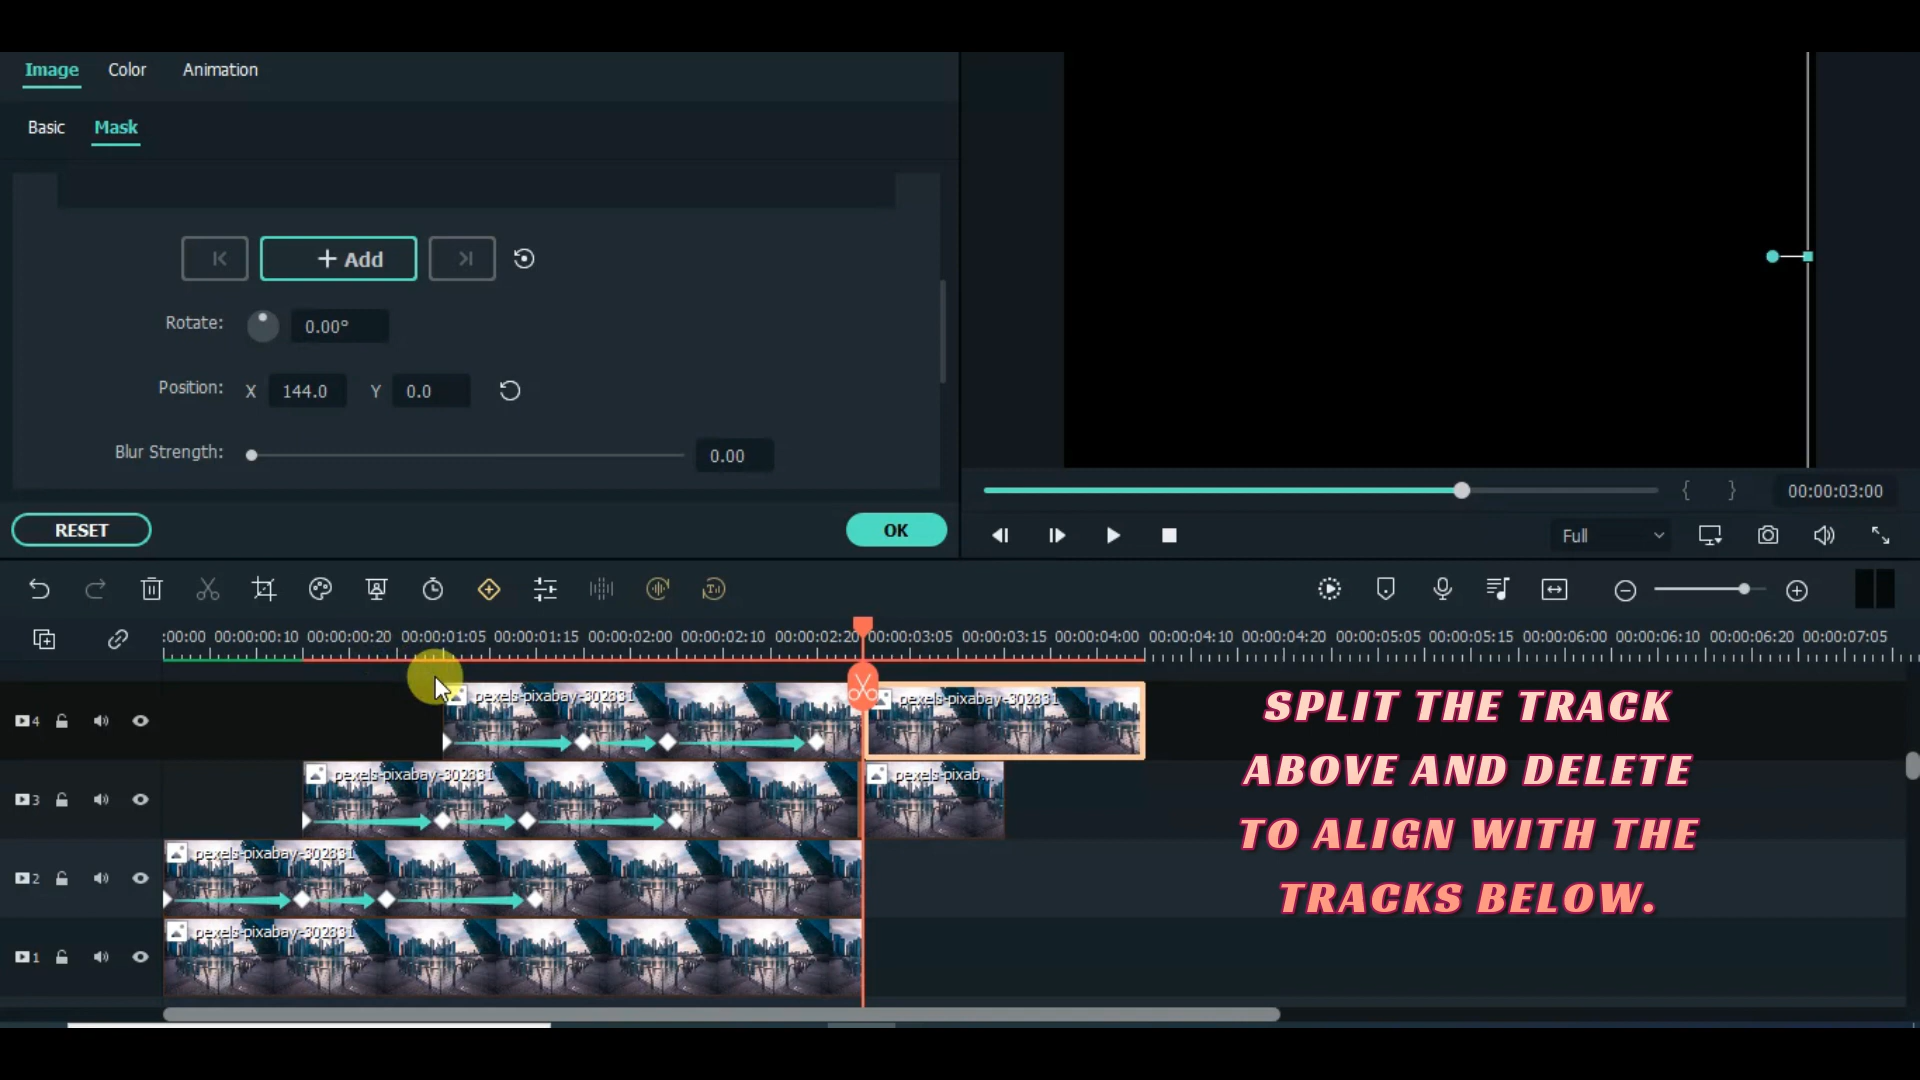 Image Color Animation
Basic Mask
+ Add
Rotate: 0.00°
Position: X 144.0 Y 0.0
Blur Strength: 0.00
RESET OK
{ } 00:00:03:00
Full
:00:00 00:00:00:10 00:00:00:20 00:00:01:05 00:00:01:15 00:00:02:00 00:00:02:10 00:00:02:20 00:00:03:05 00:00:03:15 00:00:04:00 00:00:04:10 00:00:04:20 00:00:05:05 00:00:05:15 00:00:06:00 00:00:06:10 00:00:06:20 00:00:07:05
4 pexels-pixabay-302831 pexels-pixabay-302831
3 pexels-pixabay-302831 pexels-pixab...
2 pexels-pixabay-302831
1 pexels-pixabay-302831
SPLIT THE TRACK
ABOVE AND DELETE
TO ALIGN WITH THE
TRACKS BELOW.